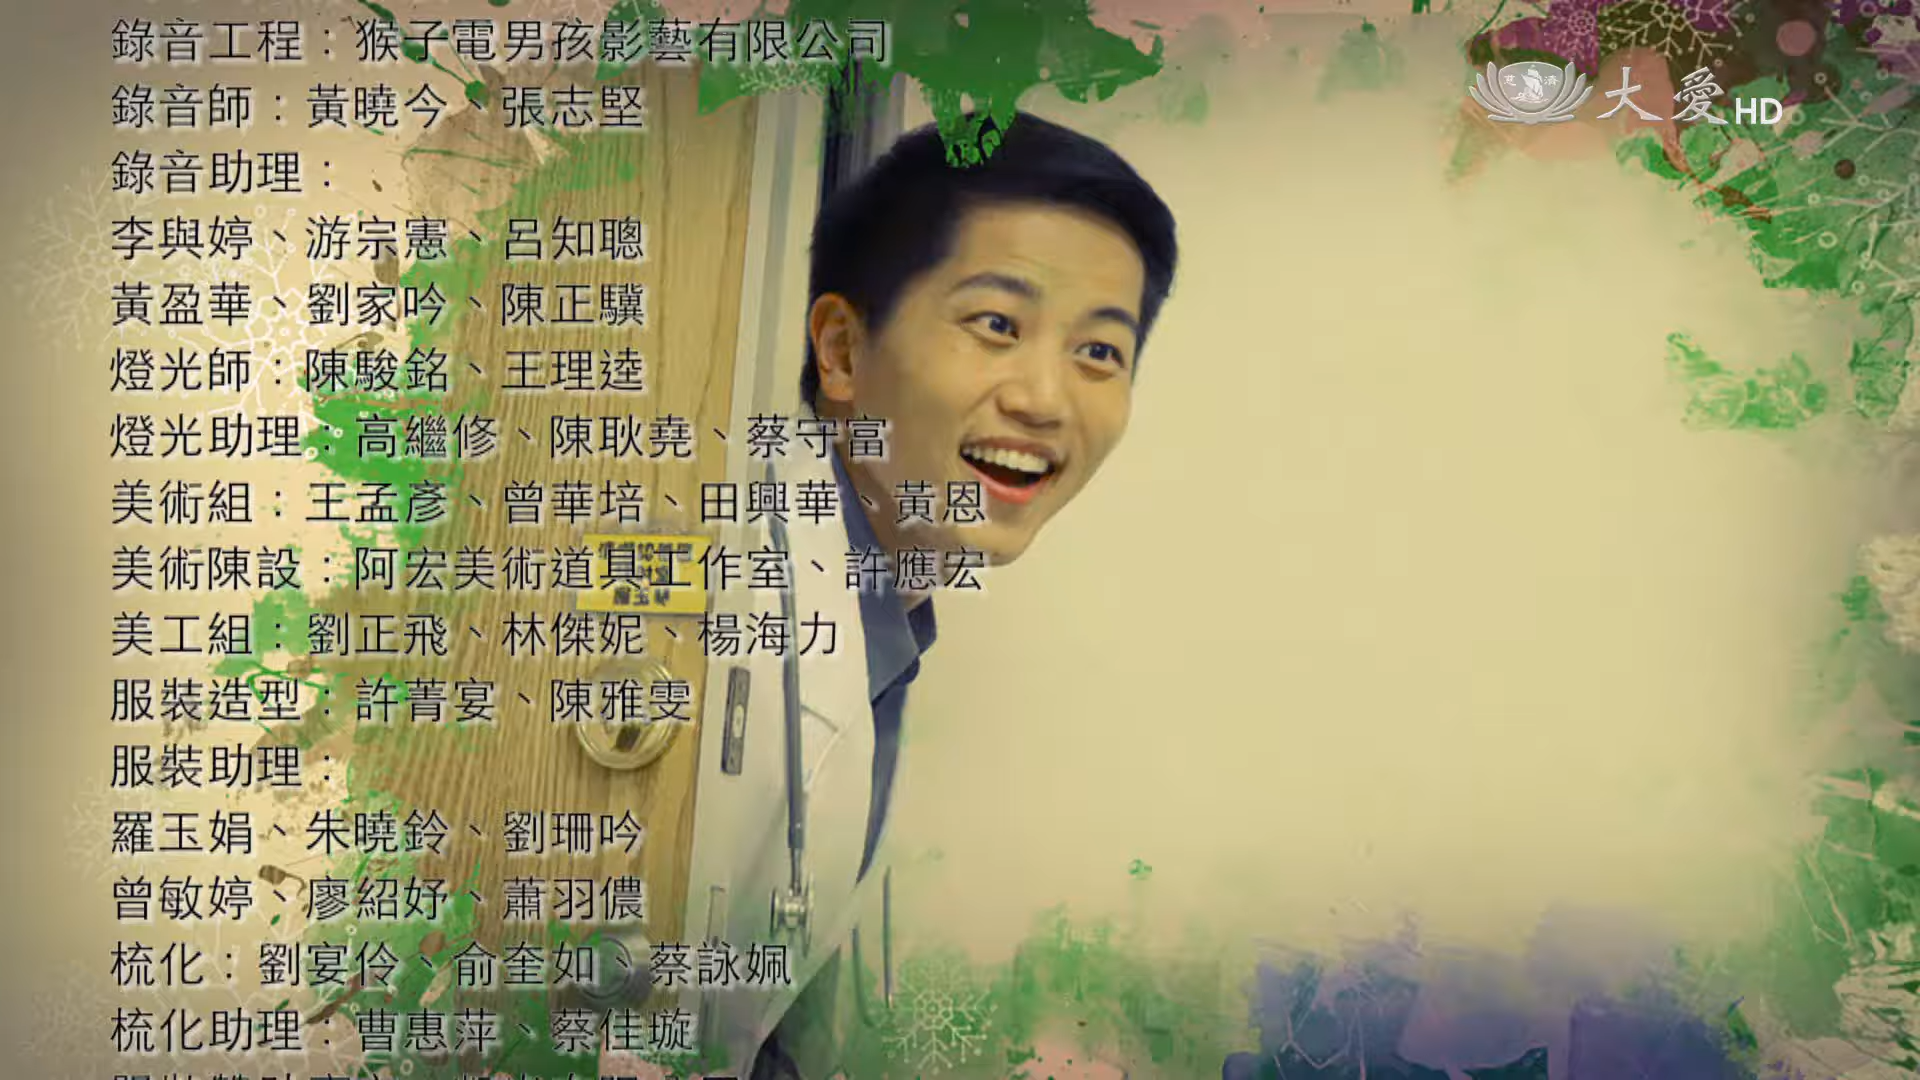 錄音工程：猴子電男孩影藝有限公司
慈濟
大愛HD
錄音師：黃曉今、張志堅
錄音助理：
李與婷、游宗憲、呂知聰
黃盈華、劉家吟、陳正驥
燈光師：陳駿銘、王理逵
燈光助理：高繼修、陳耿堯、蔡守富
美術組：王孟彥、曾華培、田興華、黃恩
美術陳設：阿宏美術道具工作室、許應宏
美工組：劉正飛、林傑妮、楊海力
服裝造型：許菁宴、陳雅雯
服裝助理：
羅玉娟、朱曉鈴、劉珊吟
曾敏婷、廖紹妤、蕭羽儂
梳化：劉宴伶、俞奎如、蔡詠姵
梳化助理：曹惠萍、蔡佳璇